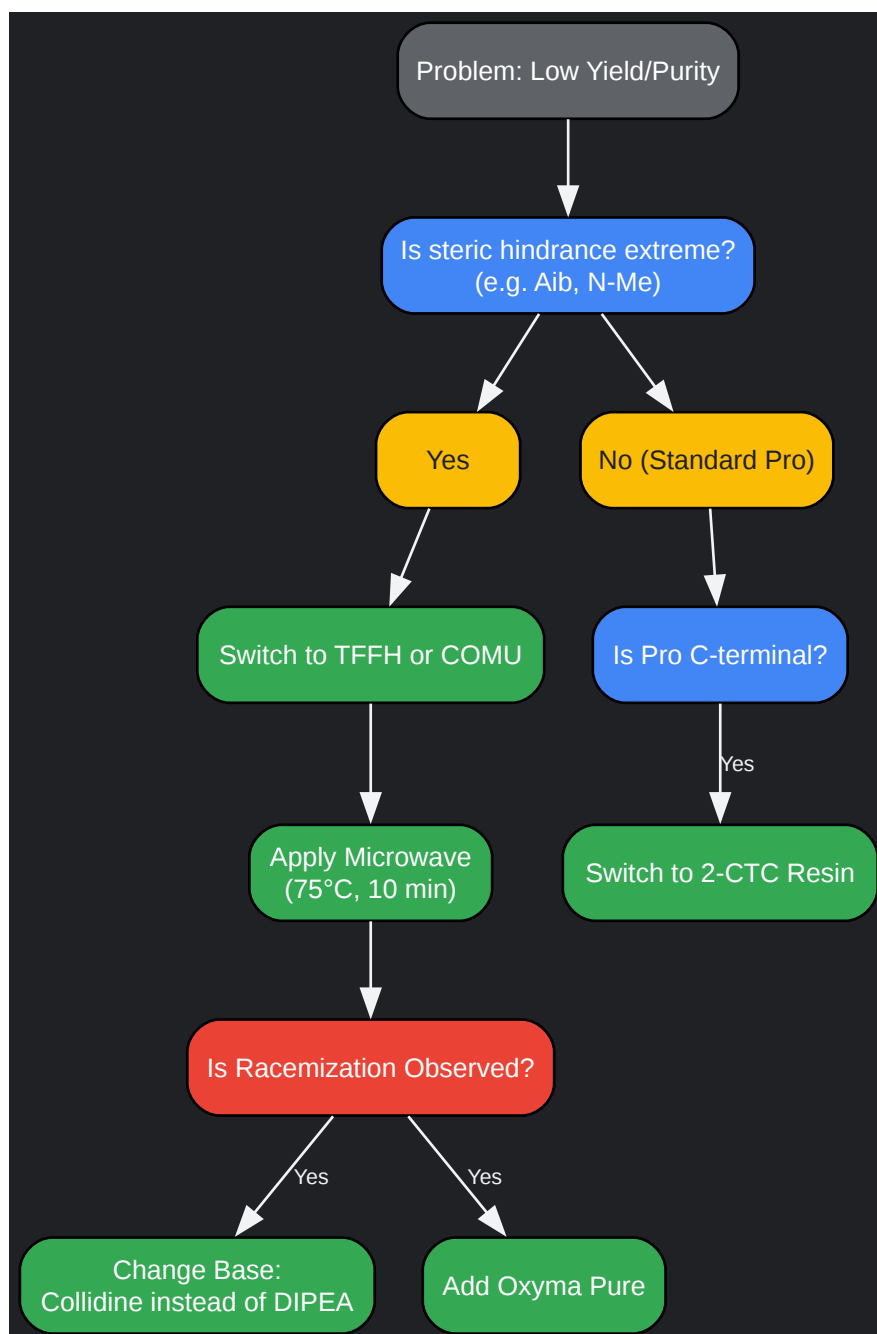 Problem: Low Yield/Purity
Is steric hindrance extreme?
(e.g. Aib, N-Me)
Yes
No (Standard Pro)
Switch to TFFH or COMU
Is Pro C-terminal?
Yes
Apply Microwave
(75°C, 10 min)
Switch to 2-CTC Resin
Is Racemization Observed?
Yes
Yes
Change Base:
Collidine instead of DIPEA
Add Oxyma Pure